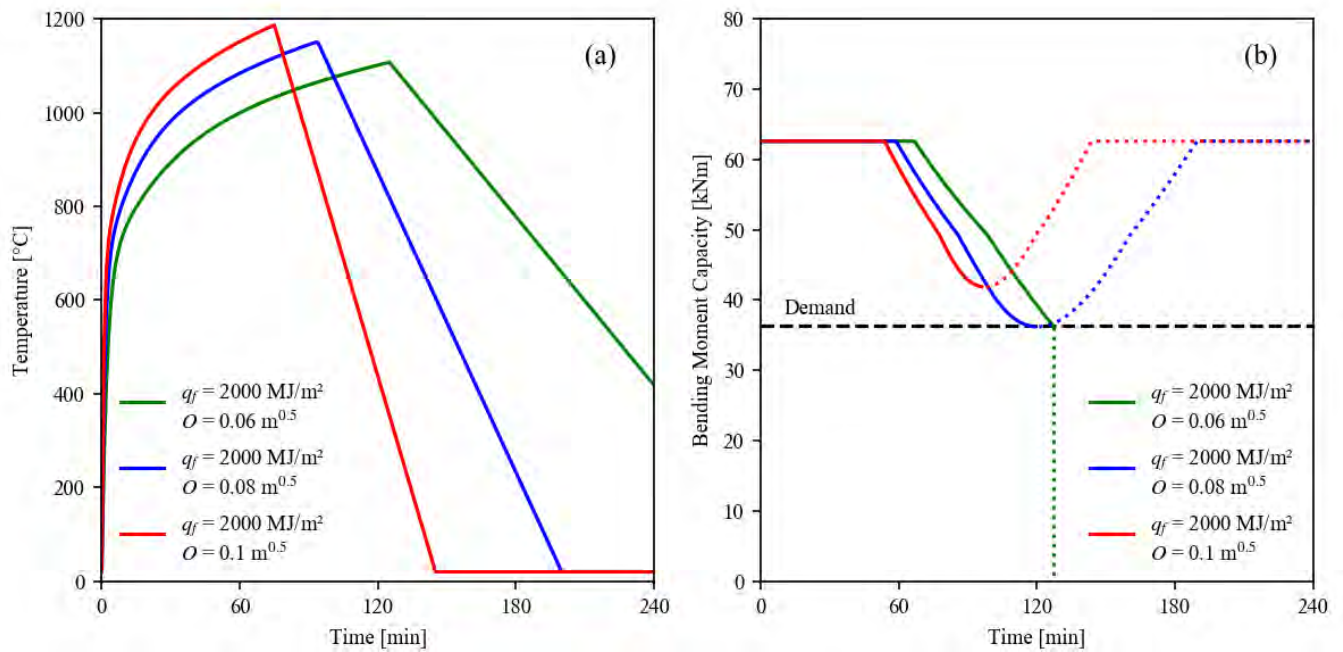 1200
1000
800
600
400
200
0
Temperature [°C]
(a)
q_f = 2000 MJ/m²
O = 0.06 m^0.5
q_f = 2000 MJ/m²
O = 0.08 m^0.5
q_f = 2000 MJ/m²
O = 0.1 m^0.5
0 60 120 180 240
Time [min]
80
70
60
50
40
30
20
10
0
Bending Moment Capacity [kNm]
(b)
Demand
q_f = 2000 MJ/m²
O = 0.06 m^0.5
q_f = 2000 MJ/m²
O = 0.08 m^0.5
q_f = 2000 MJ/m²
O = 0.1 m^0.5
0 60 120 180 240
Time [min]